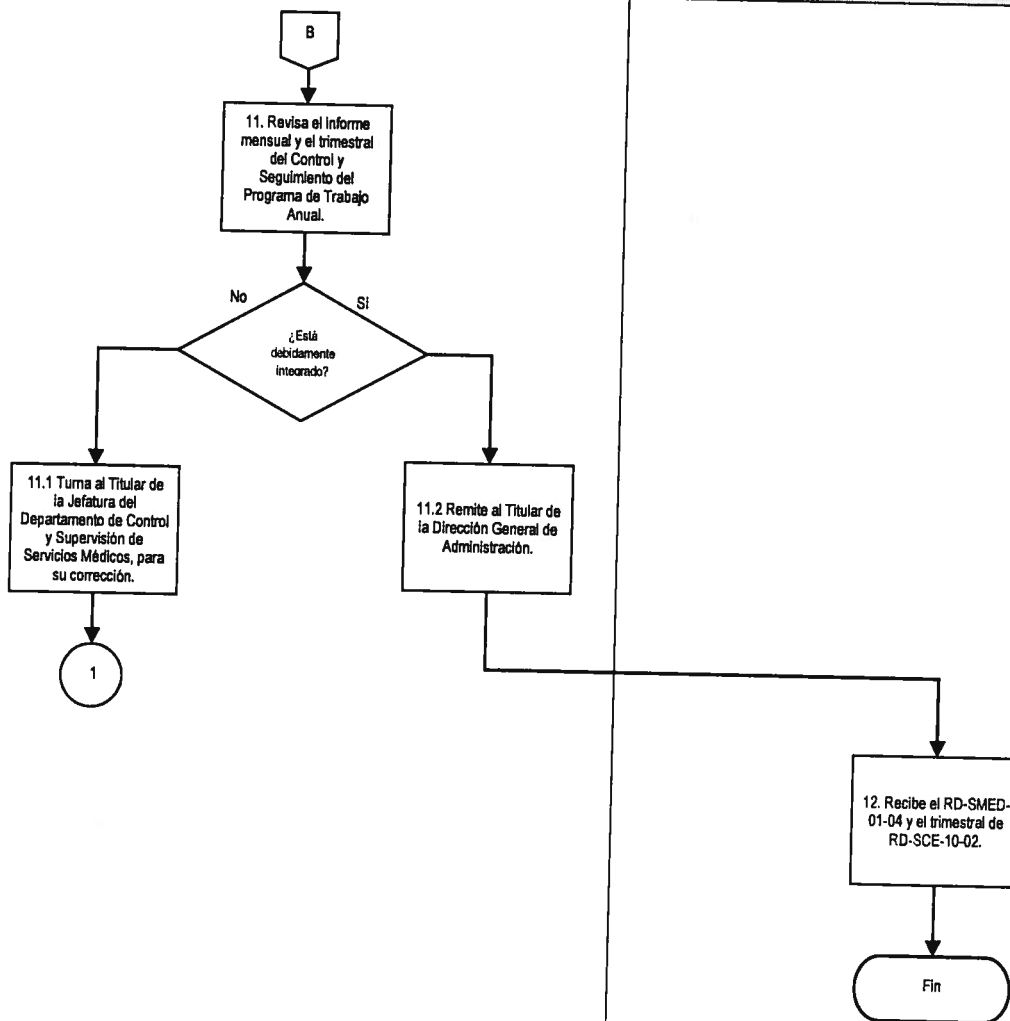 B
11. Revisa el informe
mensual y el trimestral
del Control y
Seguimiento del
Programa de Trabajo
Anual.
No
Si
¿Está
debidamente
integrado?
11.1 Turna al Titular de
la Jefatura del
Departamento de Control
y Supervisión de
Servicios Médicos, para
su corrección.
11.2 Remite al Titular de
la Dirección General de
Administración.
1
12. Recibe el RD-SMED-
01-04 y el trimestral de
RD-SCE-10-02.
Fin